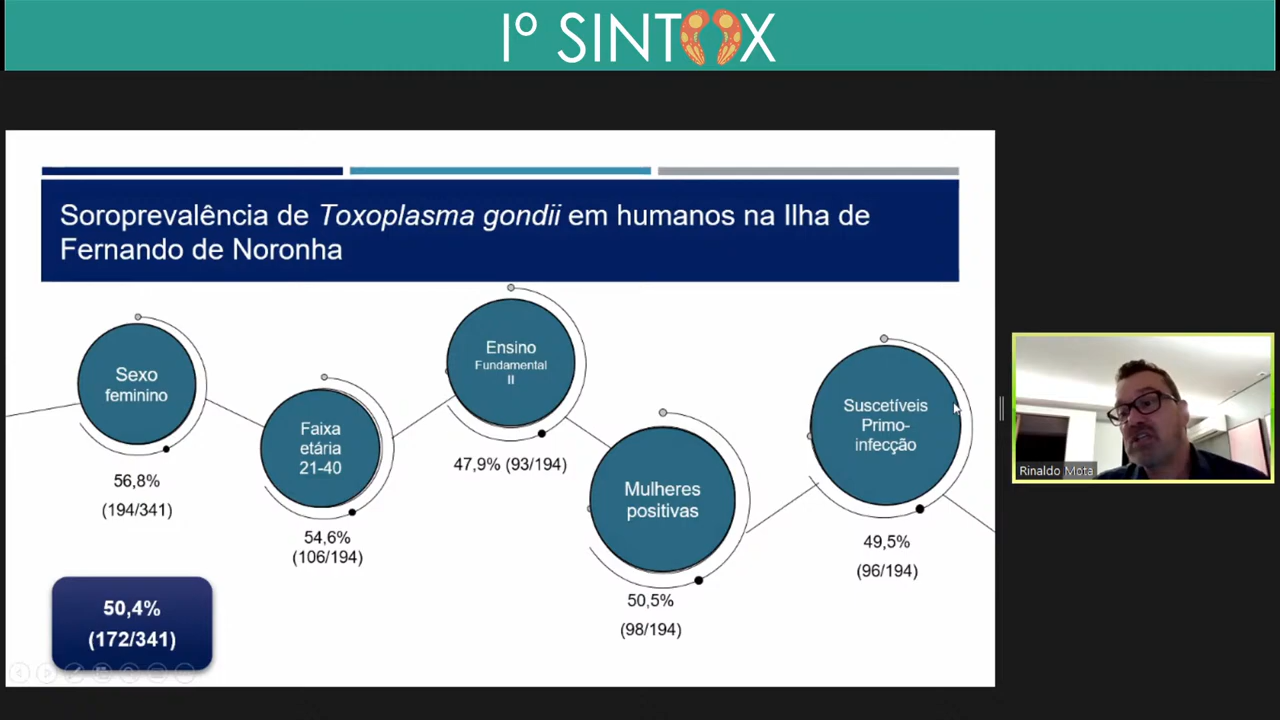 Iº SINTOX
Soroprevalência de Toxoplasma gondii em humanos na Ilha de
Fernando de Noronha
Sexo
feminino
56,8%
(194/341)
Faixa
etária
21-40
54,6%
(106/194)
Ensino
Fundamental
II
47,9% (93/194)
Mulheres
positivas
50,5%
(98/194)
Suscetíveis
Primo-
infecção
49,5%
(96/194)
50,4%
(172/341)
Rinaldo Mota